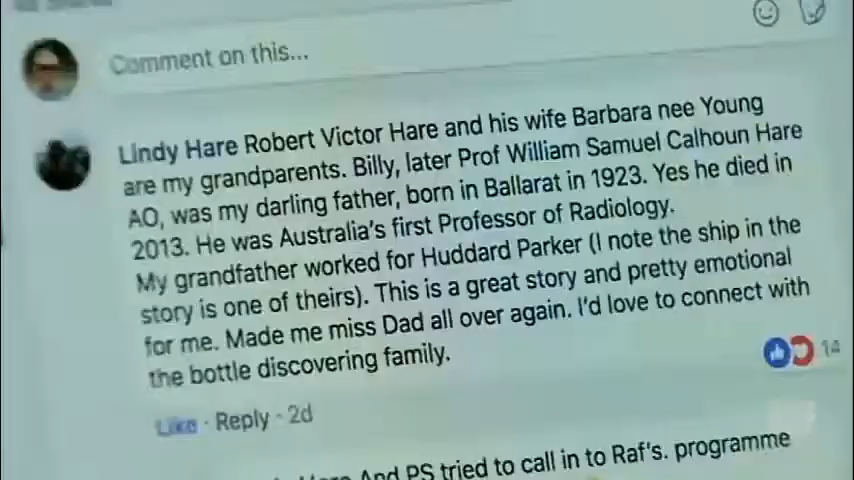 Comment on this...
Lindy Hare Robert Victor Hare and his wife Barbara nee Young
are my grandparents. Billy, later Prof William Samuel Calhoun Hare
AO, was my darling father, born in Ballarat in 1923. Yes he died in
2013. He was Australia's first Professor of Radiology.
My grandfather worked for Huddard Parker (I note the ship in the
story is one of theirs). This is a great story and pretty emotional
for me. Made me miss Dad all over again. I'd love to connect with
the bottle discovering family.
14
Like · Reply · 2d
And PS tried to call in to Raf's. programme